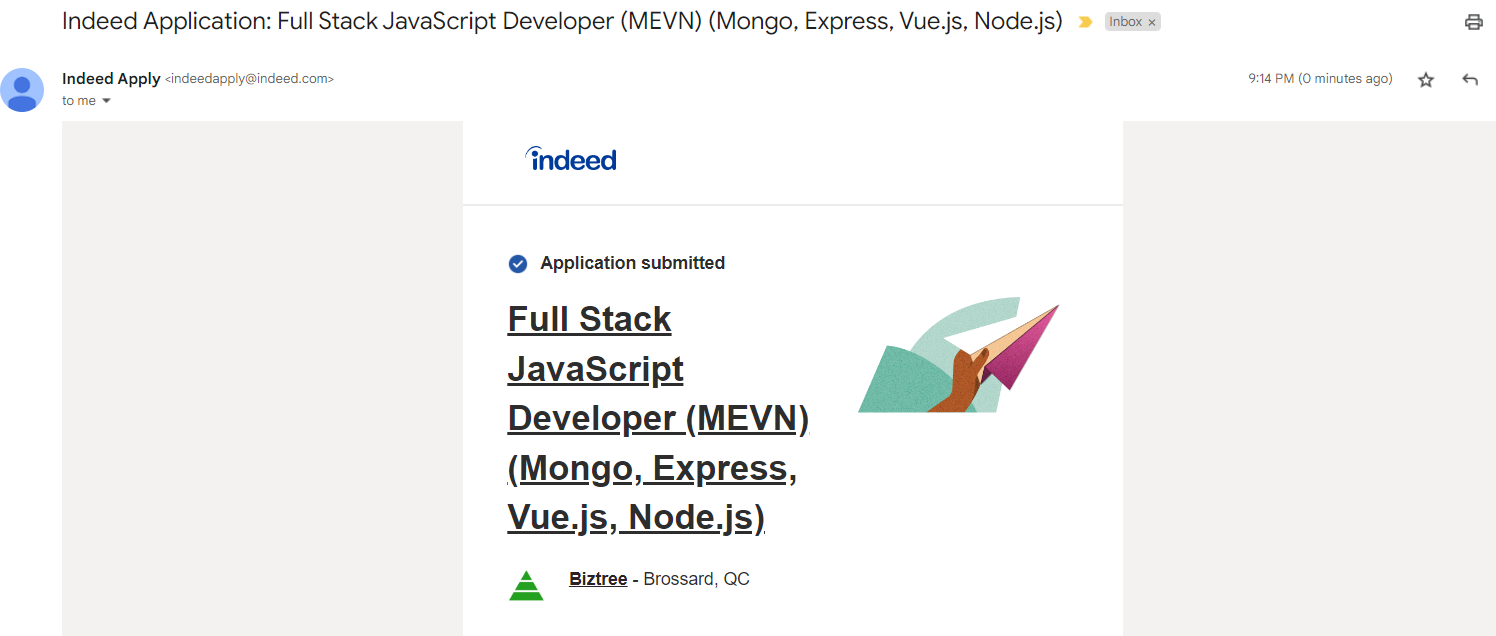 Indeed Application: Full Stack JavaScript Developer (MEVN) (Mongo, Express, Vue.js, Node.js) Inbox ×
Indeed Apply <indeedapply@indeed.com> 9:14 PM (0 minutes ago)
to me
indeed
Application submitted
Full Stack
JavaScript
Developer (MEVN)
(Mongo, Express,
Vue.js, Node.js)
Biztree - Brossard, QC